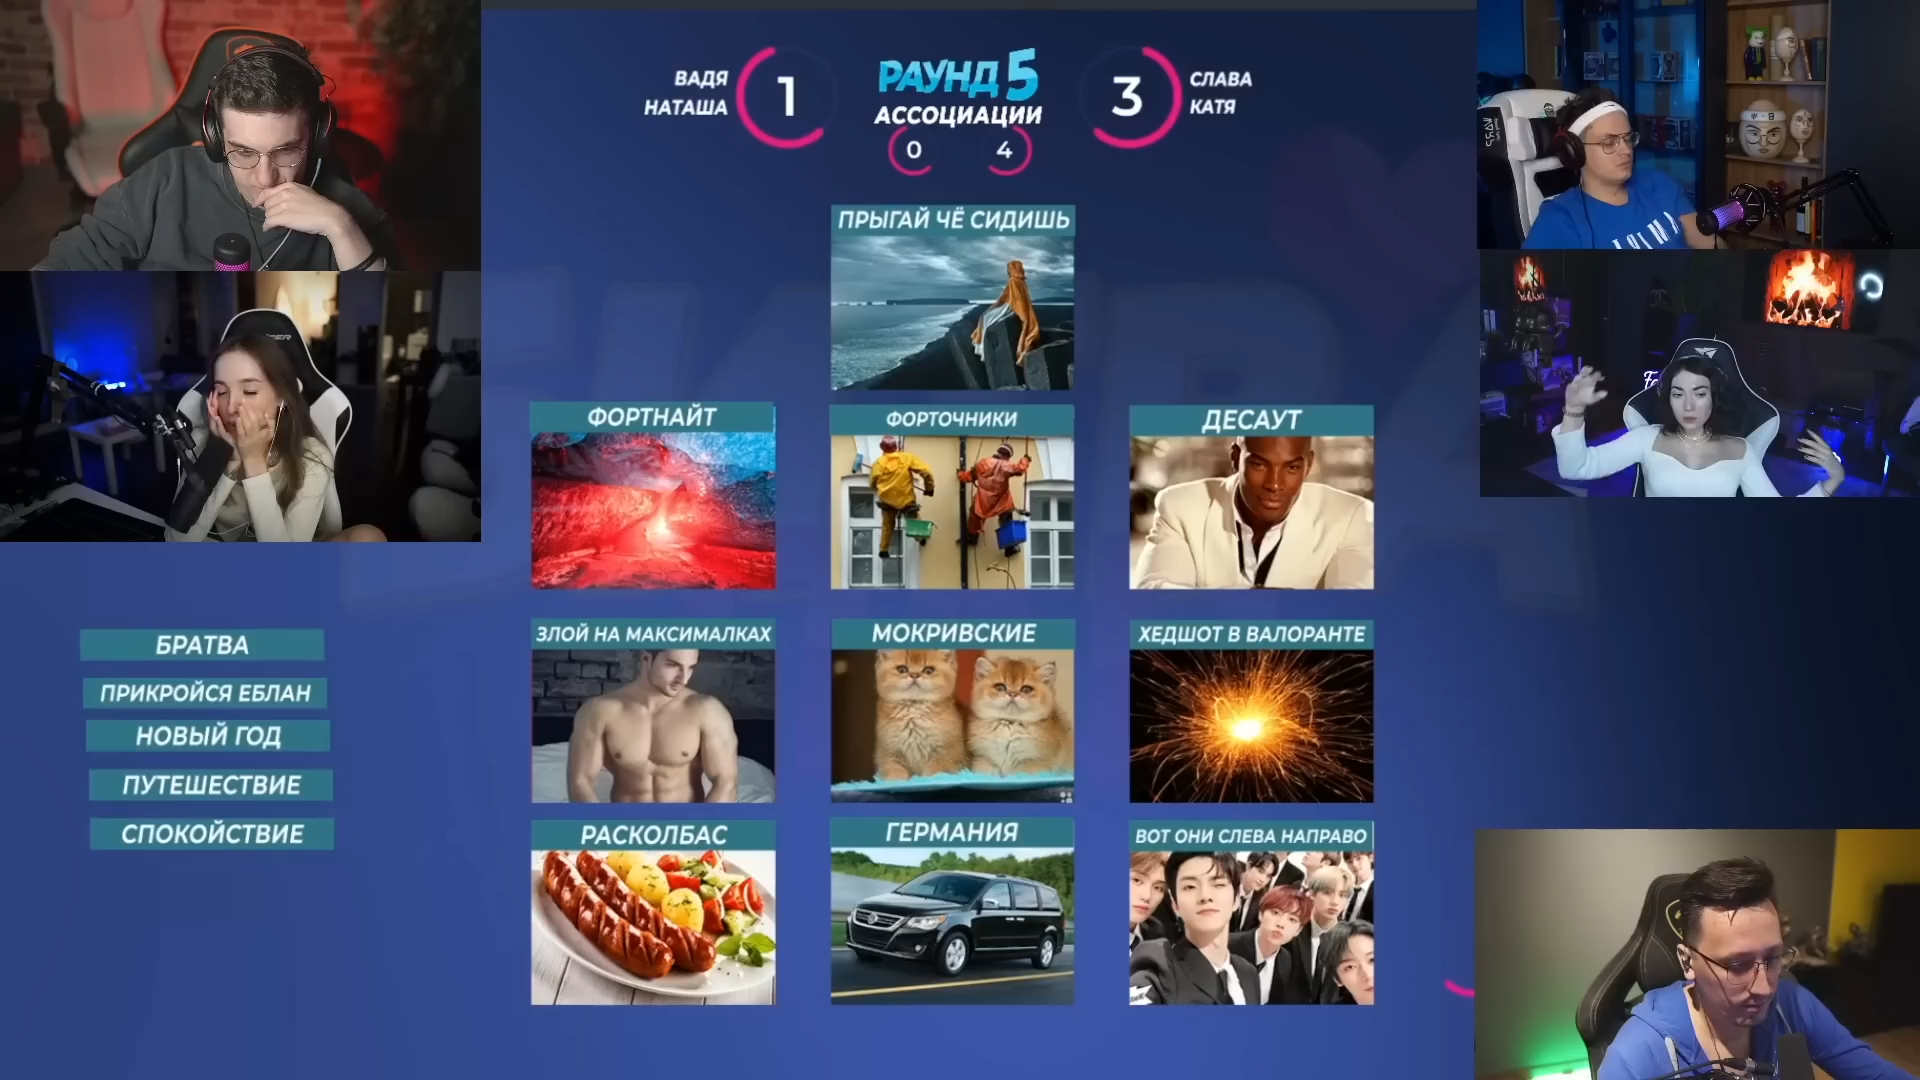 ВАДЯ
НАТАША
1
РАУНД 5
АССОЦИАЦИИ
0
4
3
СЛАВА
КАТЯ
ПРЫГАЙ ЧЁ СИДИШЬ
ФОРТНАЙТ
ФОРТОЧНИКИ
ДЕСАУТ
ЗЛОЙ НА МАКСИМАЛКАХ
МОКРИВСКИЕ
ХЕДШОТ В ВАЛОРАНТЕ
РАСКОЛБАС
ГЕРМАНИЯ
ВОТ ОНИ СЛЕВА НАПРАВО
БРАТВА
ПРИКРОЙСЯ ЕБЛАН
НОВЫЙ ГОД
ПУТЕШЕСТВИЕ
СПОКОЙСТВИЕ